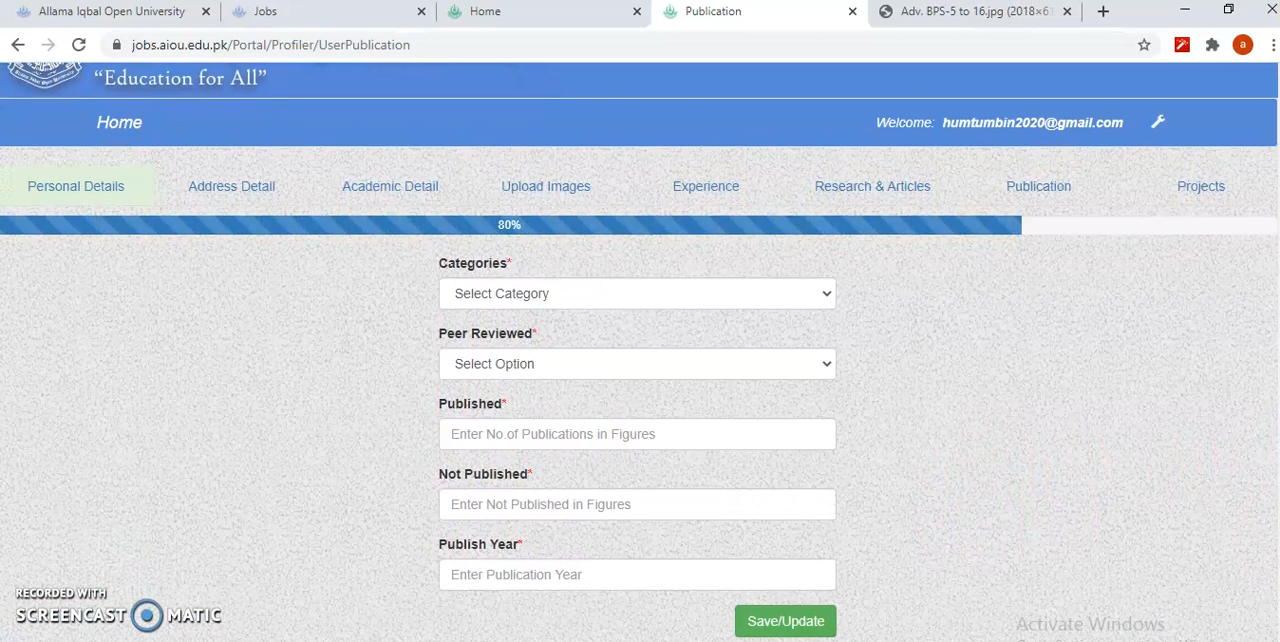 Allama Iqbal Open University
Jobs
Home
Publication
Adv. BPS-5 to 16.jpg (2018×6
jobs.aiou.edu.pk/Portal/Profiler/UserPublication
a
“Education for All”
Home
Welcome: humtumbin2020@gmail.com
Personal Details
Address Detail
Academic Detail
Upload Images
Experience
Research & Articles
Publication
Projects
80%
Categories*
Select Category
Peer Reviewed*
Select Option
Published*
Enter No.of Publications in Figures
Not Published*
Enter Not Published in Figures
Publish Year*
Enter Publication Year
Save/Update
RECORDED WITH
SCREENCAST MATIC
Activate Windows